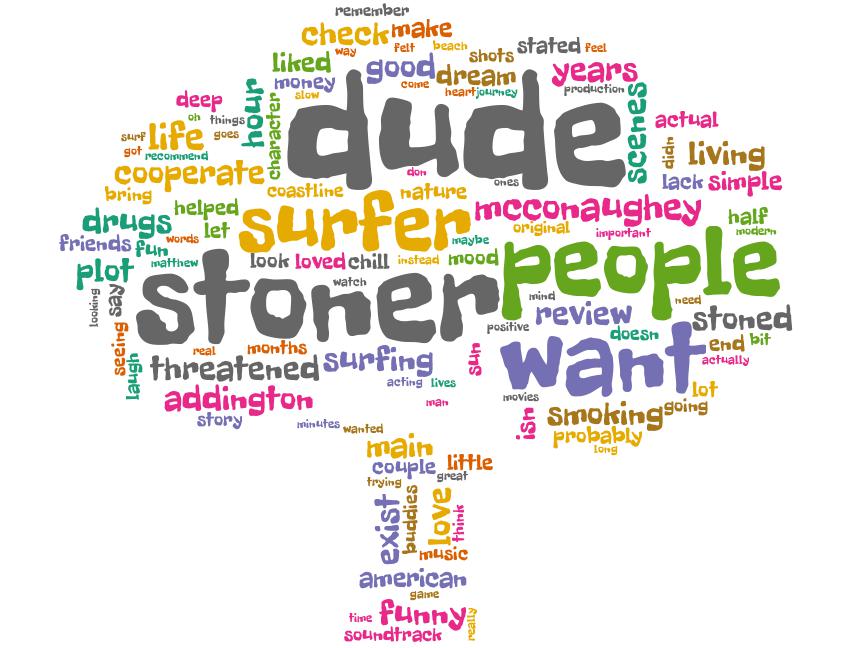 remember
check make
way felt beach
liked good shots stated feel
money dream years
come heart journey production
slow
deep hour character dude scenes actual
oh things
surf life goes
got recommend didn living
cooperate don ones lack simple
bring coastline nature
drugs helped surfer mcconaughey half
let original important modern
friends fun words maybe people
plot matthew look loved chill instead mood
looking say stoner watch mind need
positive review stoned
seeing real months sun doesn end bit
laugh threatened surfing want actually
acting lives lot
addington man movies smoking going
story isn probably
minutes wanted long
main
couple little
trying great
exist buddies love think
music
american
game
time funny really
soundtrack